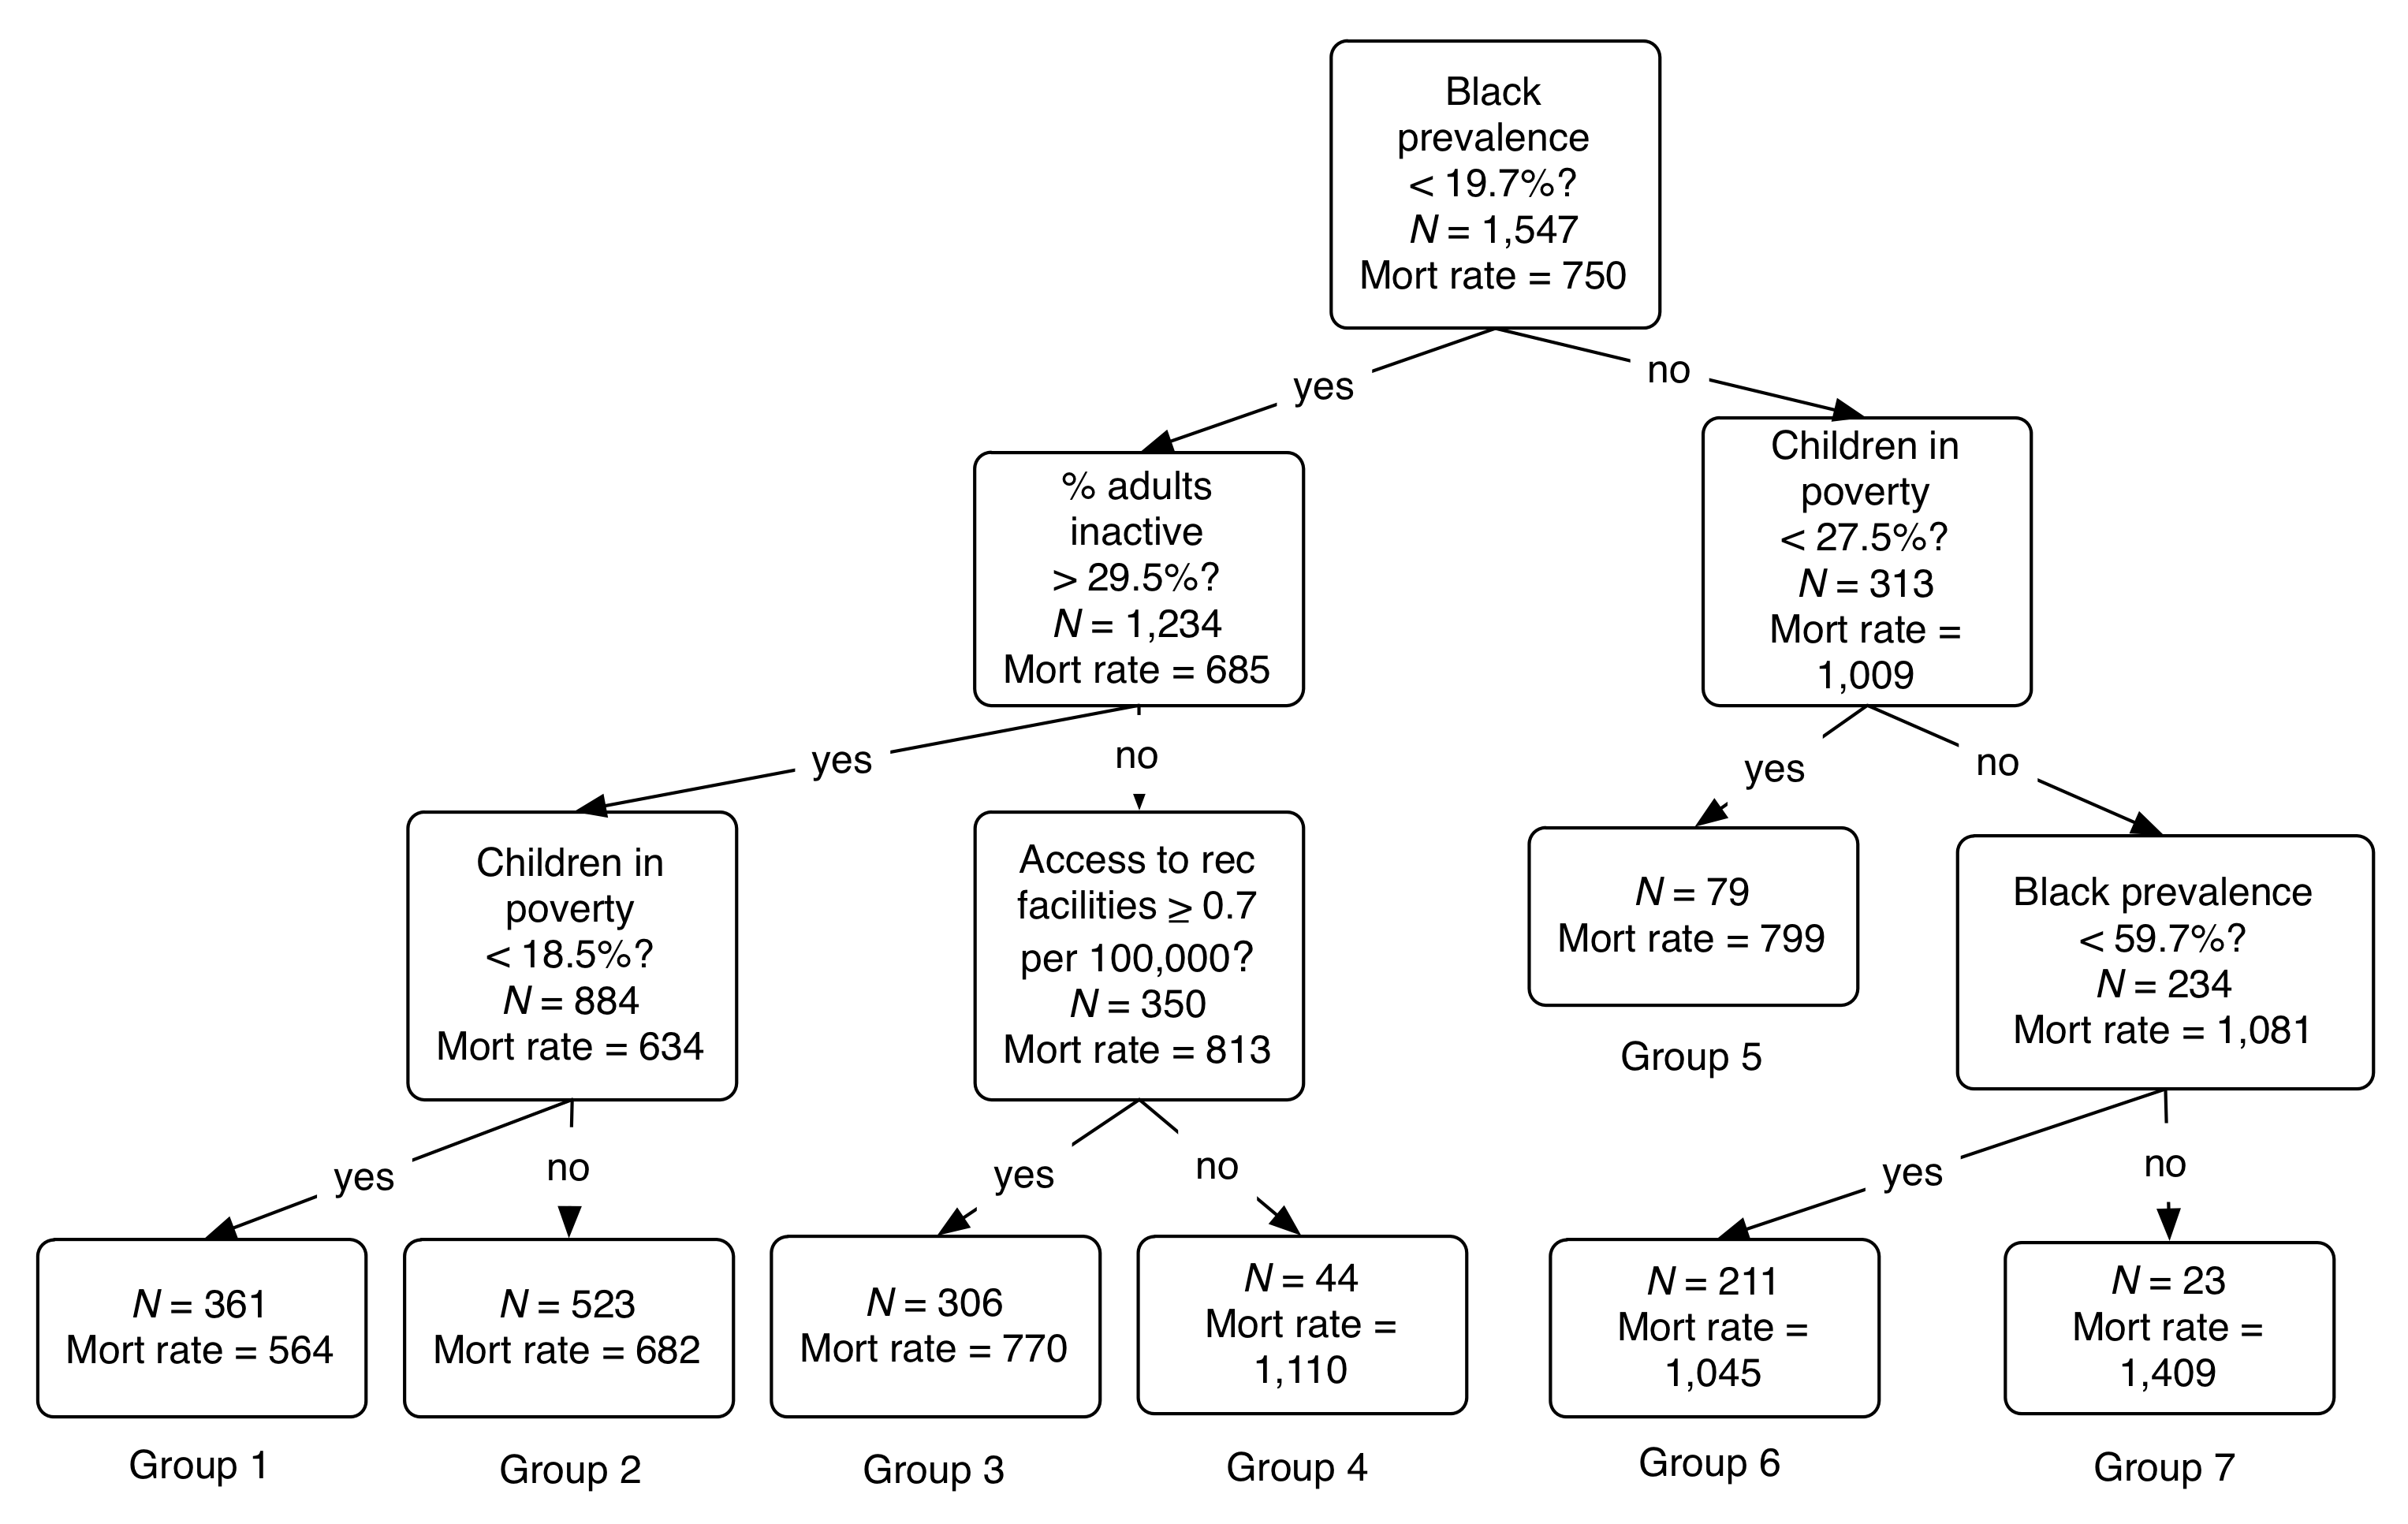 Black
prevalence
< 19.7%?
N = 1,547
Mort rate = 750
yes
no
% adults
inactive
> 29.5%?
N = 1,234
Mort rate = 685
Children in
poverty
< 27.5%?
N = 313
Mort rate =
1,009
yes
no
yes
no
Children in
poverty
< 18.5%?
N = 884
Mort rate = 634
Access to rec
facilities ≥ 0.7
per 100,000?
N = 350
Mort rate = 813
N = 79
Mort rate = 799
Group 5
Black prevalence
< 59.7%?
N = 234
Mort rate = 1,081
yes
no
yes
no
yes
no
N = 361
Mort rate = 564
Group 1
N = 523
Mort rate = 682
Group 2
N = 306
Mort rate = 770
Group 3
N = 44
Mort rate =
1,110
Group 4
N = 211
Mort rate =
1,045
Group 6
N = 23
Mort rate =
1,409
Group 7